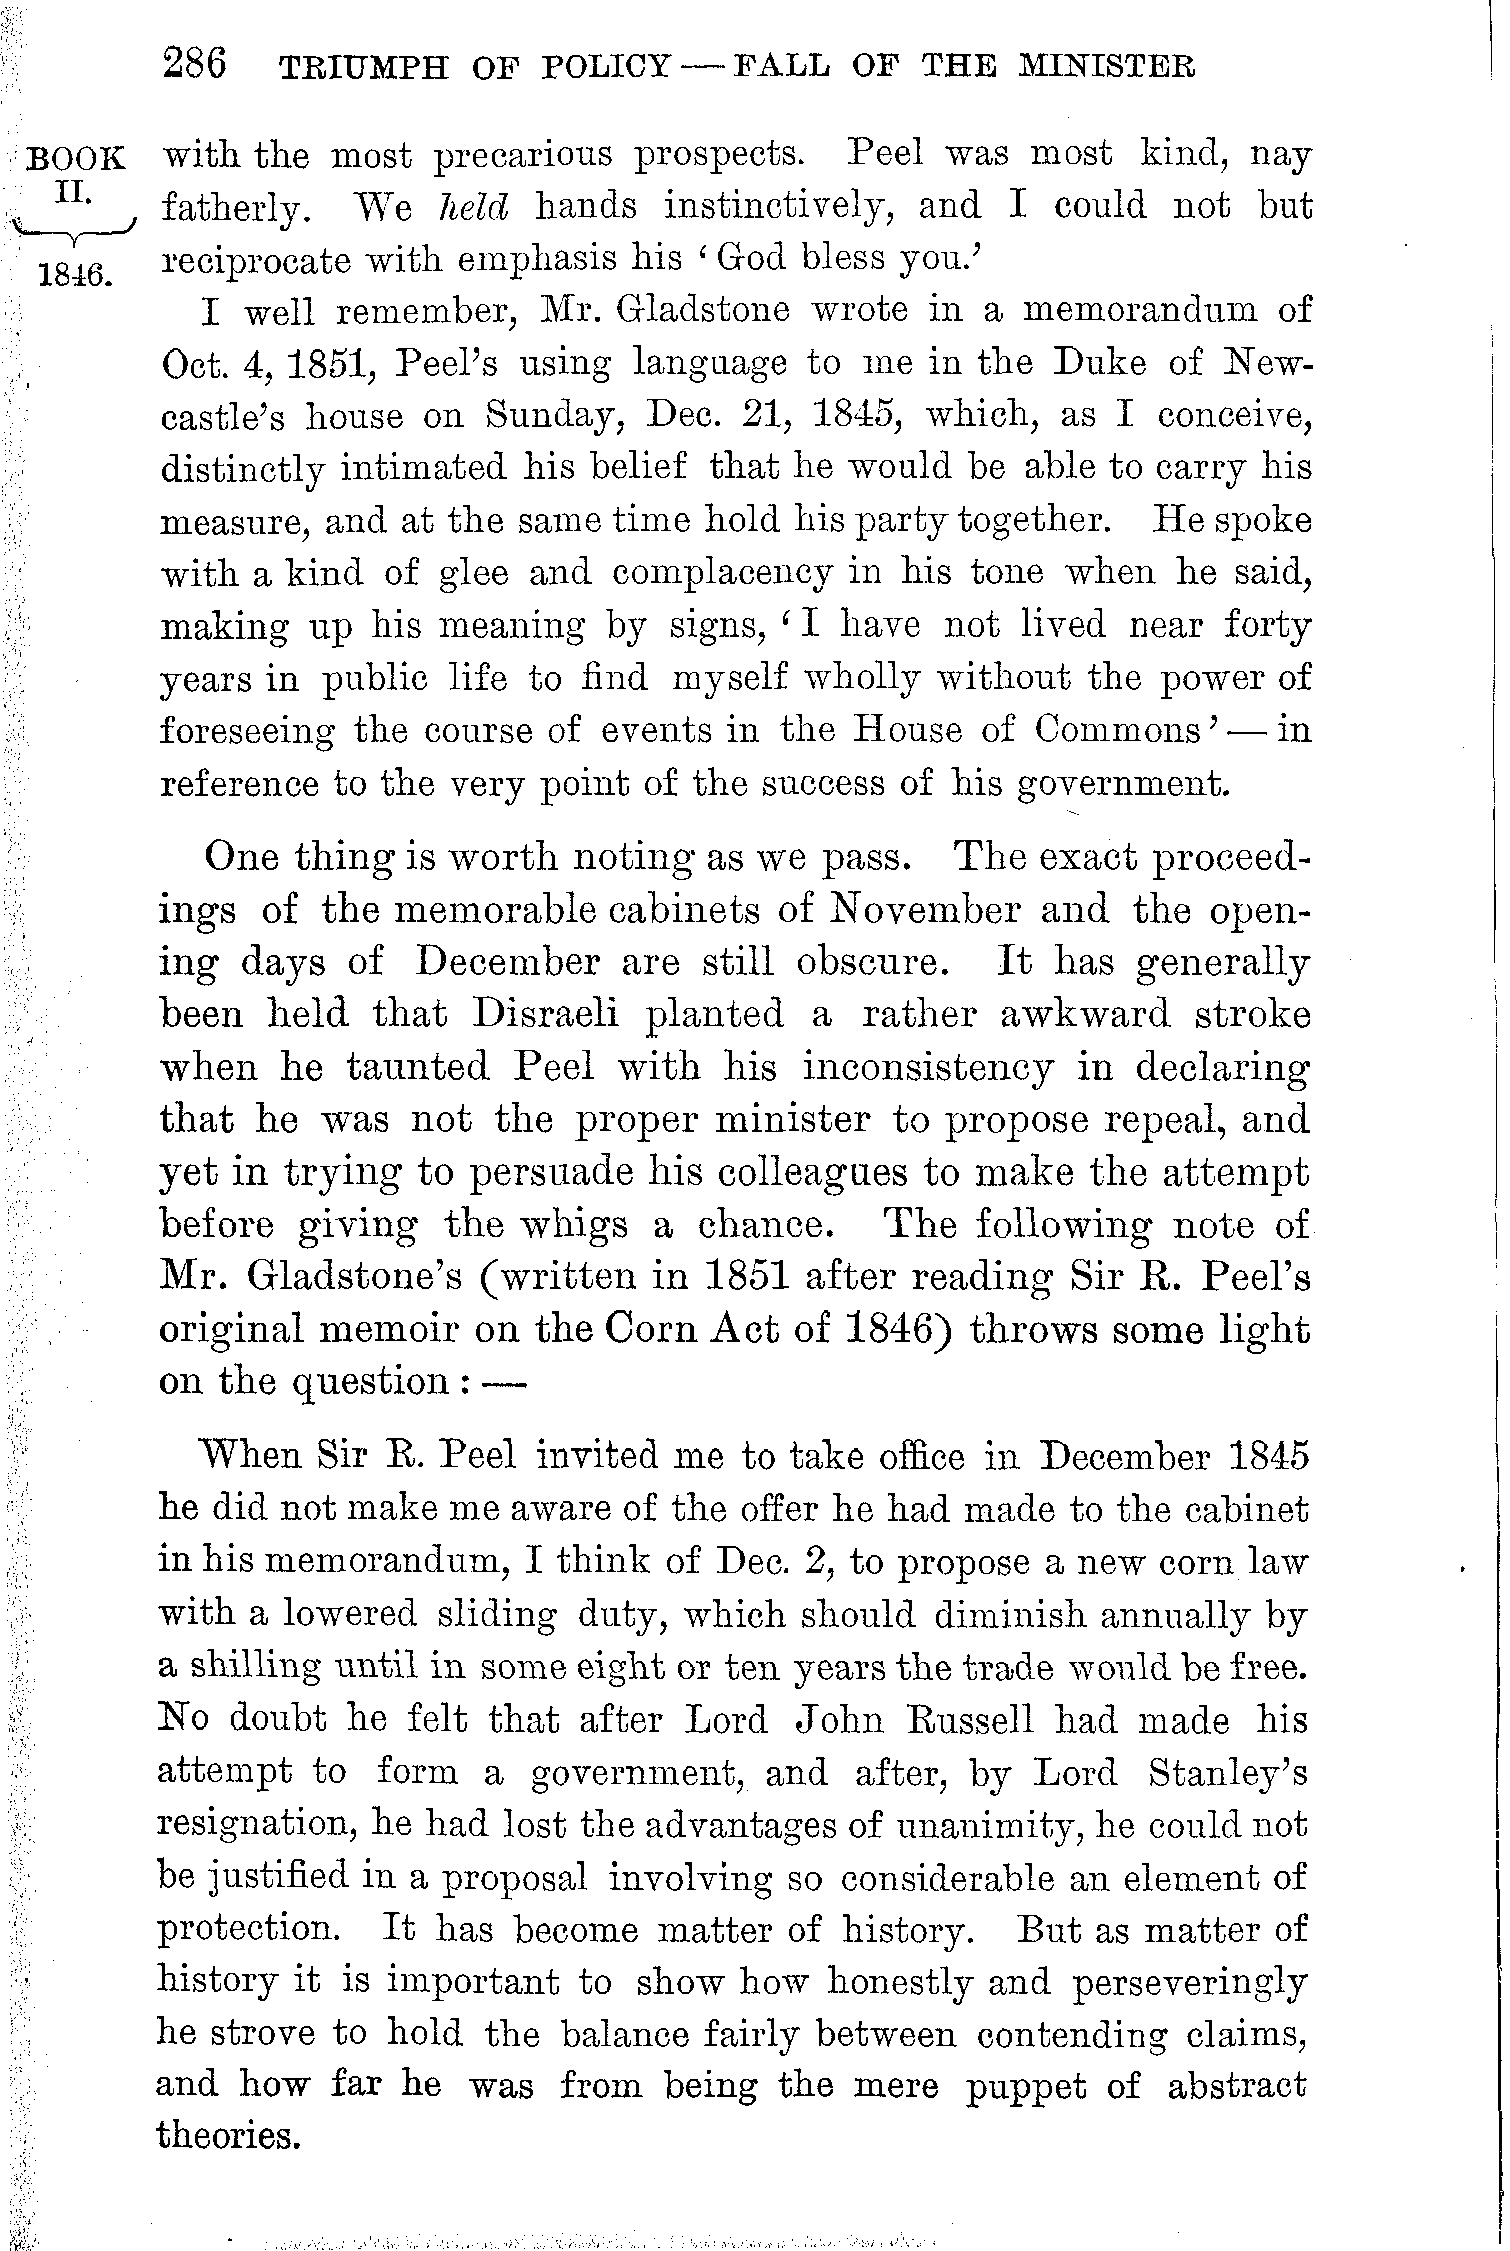 286 TRIUMPH OF POLICY — FALL OF THE MINISTER
BOOK
II.
1846.
with the most precarious prospects. Peel was most kind, nay
fatherly. We held hands instinctively, and I could not but
reciprocate with emphasis his ‘God bless you.’
I well remember, Mr. Gladstone wrote in a memorandum of
Oct. 4, 1851, Peel’s using language to me in the Duke of New-
castle’s house on Sunday, Dec. 21, 1845, which, as I conceive,
distinctly intimated his belief that he would be able to carry his
measure, and at the same time hold his party together. He spoke
with a kind of glee and complacency in his tone when he said,
making up his meaning by signs, ‘I have not lived near forty
years in public life to find myself wholly without the power of
foreseeing the course of events in the House of Commons’ — in
reference to the very point of the success of his government.
One thing is worth noting as we pass. The exact proceed-
ings of the memorable cabinets of November and the open-
ing days of December are still obscure. It has generally
been held that Disraeli planted a rather awkward stroke
when he taunted Peel with his inconsistency in declaring
that he was not the proper minister to propose repeal, and
yet in trying to persuade his colleagues to make the attempt
before giving the whigs a chance. The following note of
Mr. Gladstone’s (written in 1851 after reading Sir R. Peel’s
original memoir on the Corn Act of 1846) throws some light
on the question : —
When Sir R. Peel invited me to take office in December 1845
he did not make me aware of the offer he had made to the cabinet
in his memorandum, I think of Dec. 2, to propose a new corn law
with a lowered sliding duty, which should diminish annually by
a shilling until in some eight or ten years the trade would be free.
No doubt he felt that after Lord John Russell had made his
attempt to form a government, and after, by Lord Stanley’s
resignation, he had lost the advantages of unanimity, he could not
be justified in a proposal involving so considerable an element of
protection. It has become matter of history. But as matter of
history it is important to show how honestly and perseveringly
he strove to hold the balance fairly between contending claims,
and how far he was from being the mere puppet of abstract
theories.